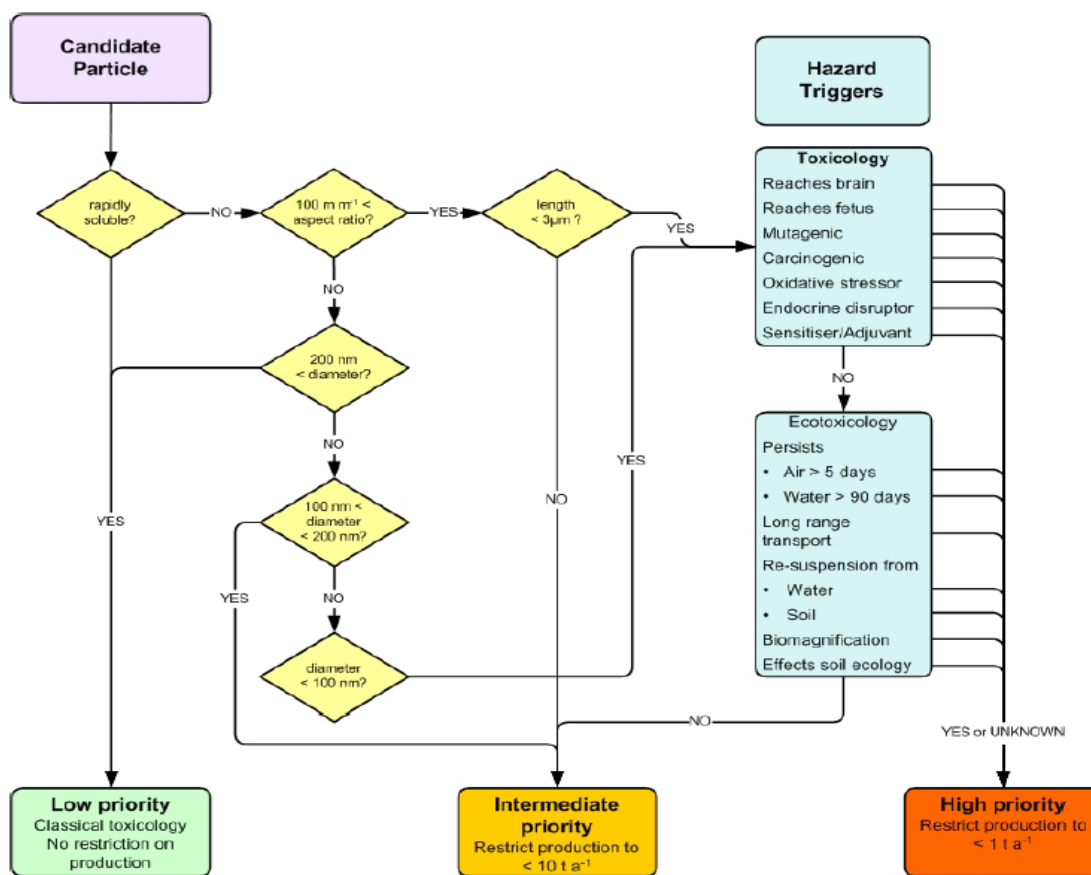 Candidate
Particle
Hazard
Triggers
rapidly
soluble?
NO
100 m m⁻¹ <
aspect ratio?
YES
length
< 3µm ?
YES
Toxicology
Reaches brain
Reaches fetus
Mutagenic
Carcinogenic
Oxidative stressor
Endocrine disruptor
Sensitiser/Adjuvant
NO
200 nm
< diameter?
NO
NO
Ecotoxicology
Persists
• Air > 5 days
• Water > 90 days
Long range
transport
Re-suspension from
• Water
• Soil
Biomagnification
Effects soil ecology
YES
NO
YES
100 nm <
diameter
< 200 nm?
YES
NO
diameter
< 100 nm?
NO
YES or UNKNOWN
Low priority
Classical toxicology
No restriction on
production
Intermediate
priority
Restrict production to
< 10 t a⁻¹
High priority
Restrict production to
< 1 t a⁻¹